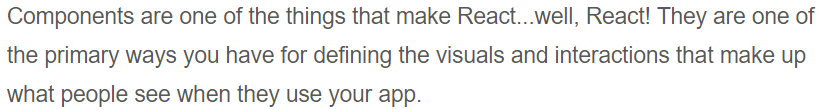 Components are one of the things that make React...well, React! They are one of
the primary ways you have for defining the visuals and interactions that make up
what people see when they use your app.